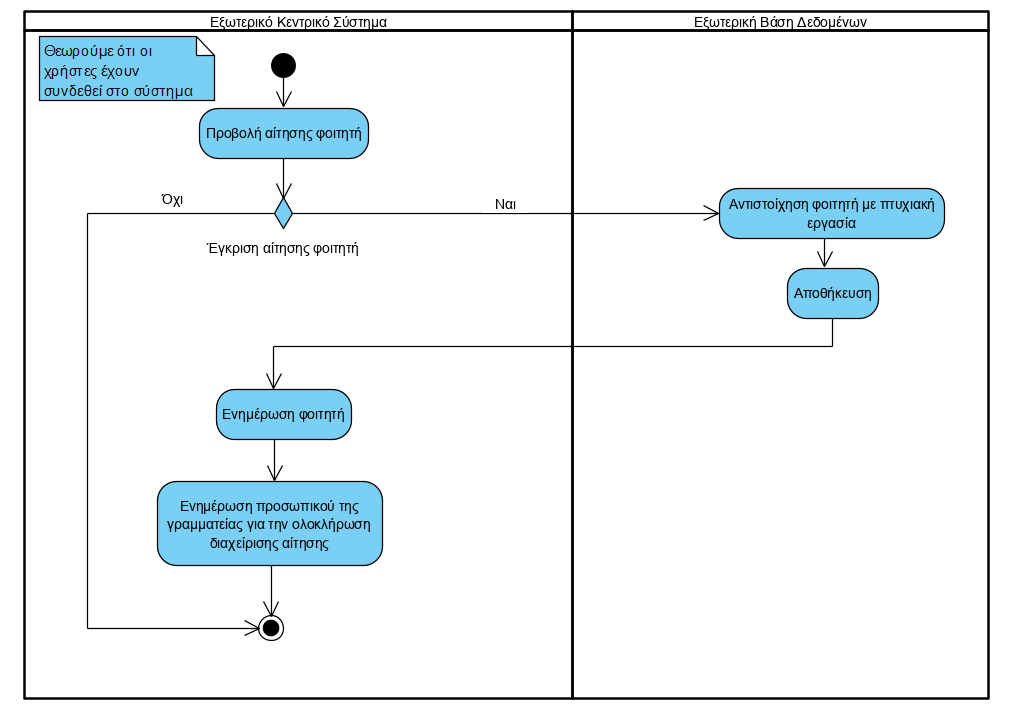 Εξωτερικό Κεντρικό Σύστημα
Εξωτερική Βάση Δεδομένων
Θεωρούμε ότι οι
χρήστες έχουν
συνδεθεί στο σύστημα
Προβολή αίτησης φοιτητή
Όχι
Ναι
Έγκριση αίτησης φοιτητή
Αντιστοίχηση φοιτητή με πτυχιακή
εργασία
Αποθήκευση
Ενημέρωση φοιτητή
Ενημέρωση προσωπικού της
γραμματείας για την ολοκλήρωση
διαχείρισης αίτησης